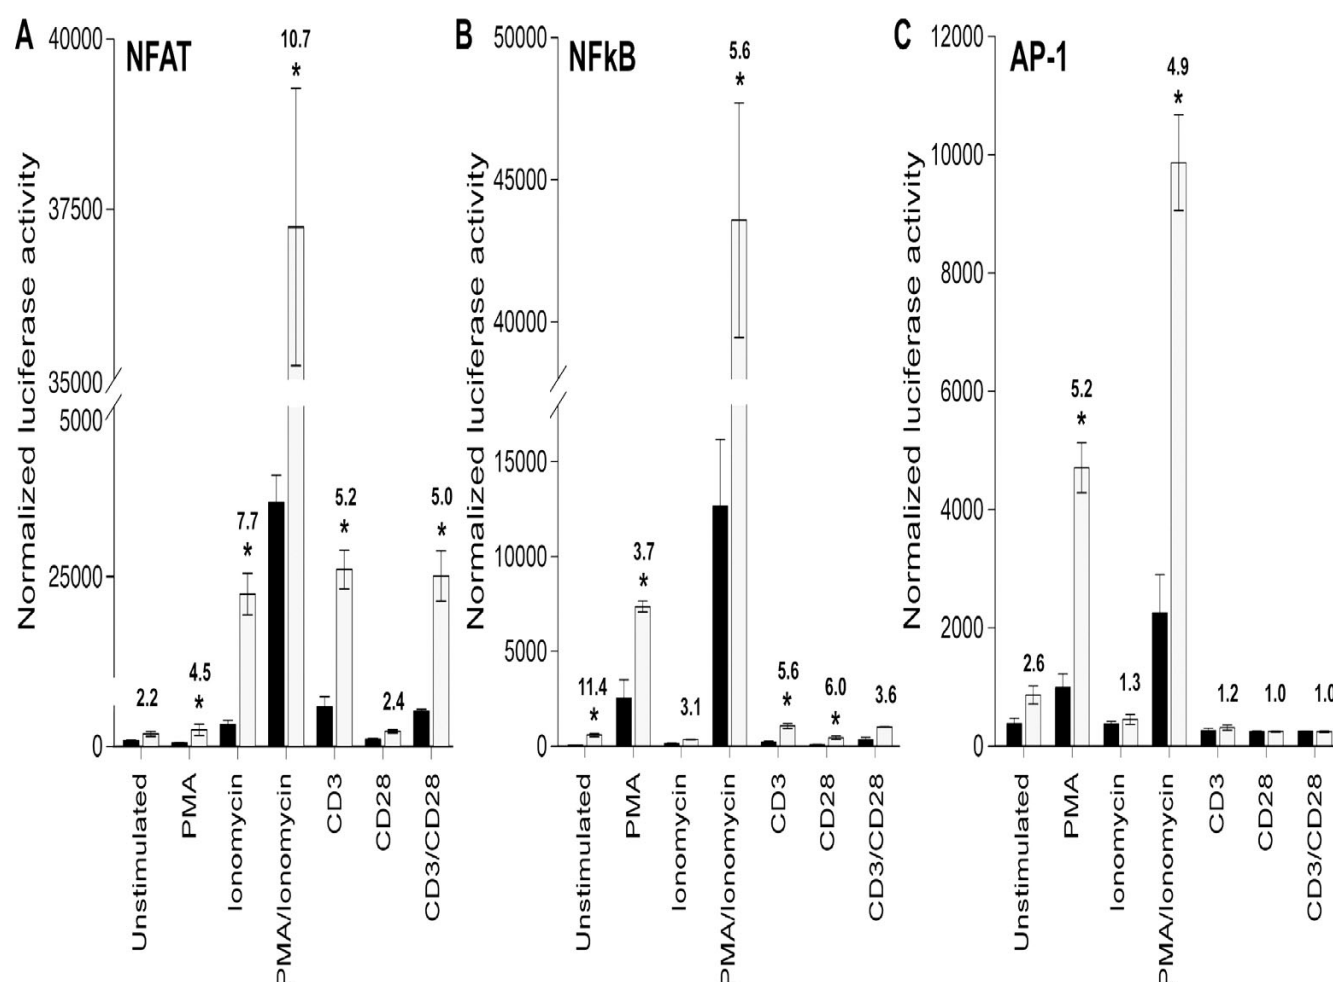 A NFAT
Normalized luciferase activity
40000
37500
35000
5000
25000
0
2.2
4.5
*
7.7
*
10.7
*
5.2
*
2.4
5.0
*
Unstimulated
PMA
Ionomycin
PMA/Ionomycin
CD3
CD28
CD3/CD28
B NFkB
Normalized luciferase activity
50000
45000
40000
15000
10000
5000
0
11.4
*
3.7
*
3.1
5.6
*
5.6
*
6.0
*
3.6
Unstimulated
PMA
Ionomycin
PMA/Ionomycin
CD3
CD28
CD3/CD28
C AP-1
Normalized luciferase activity
12000
10000
8000
6000
4000
2000
0
2.6
5.2
*
1.3
4.9
*
1.2
1.0
1.0
Unstimulated
PMA
Ionomycin
PMA/Ionomycin
CD3
CD28
CD3/CD28